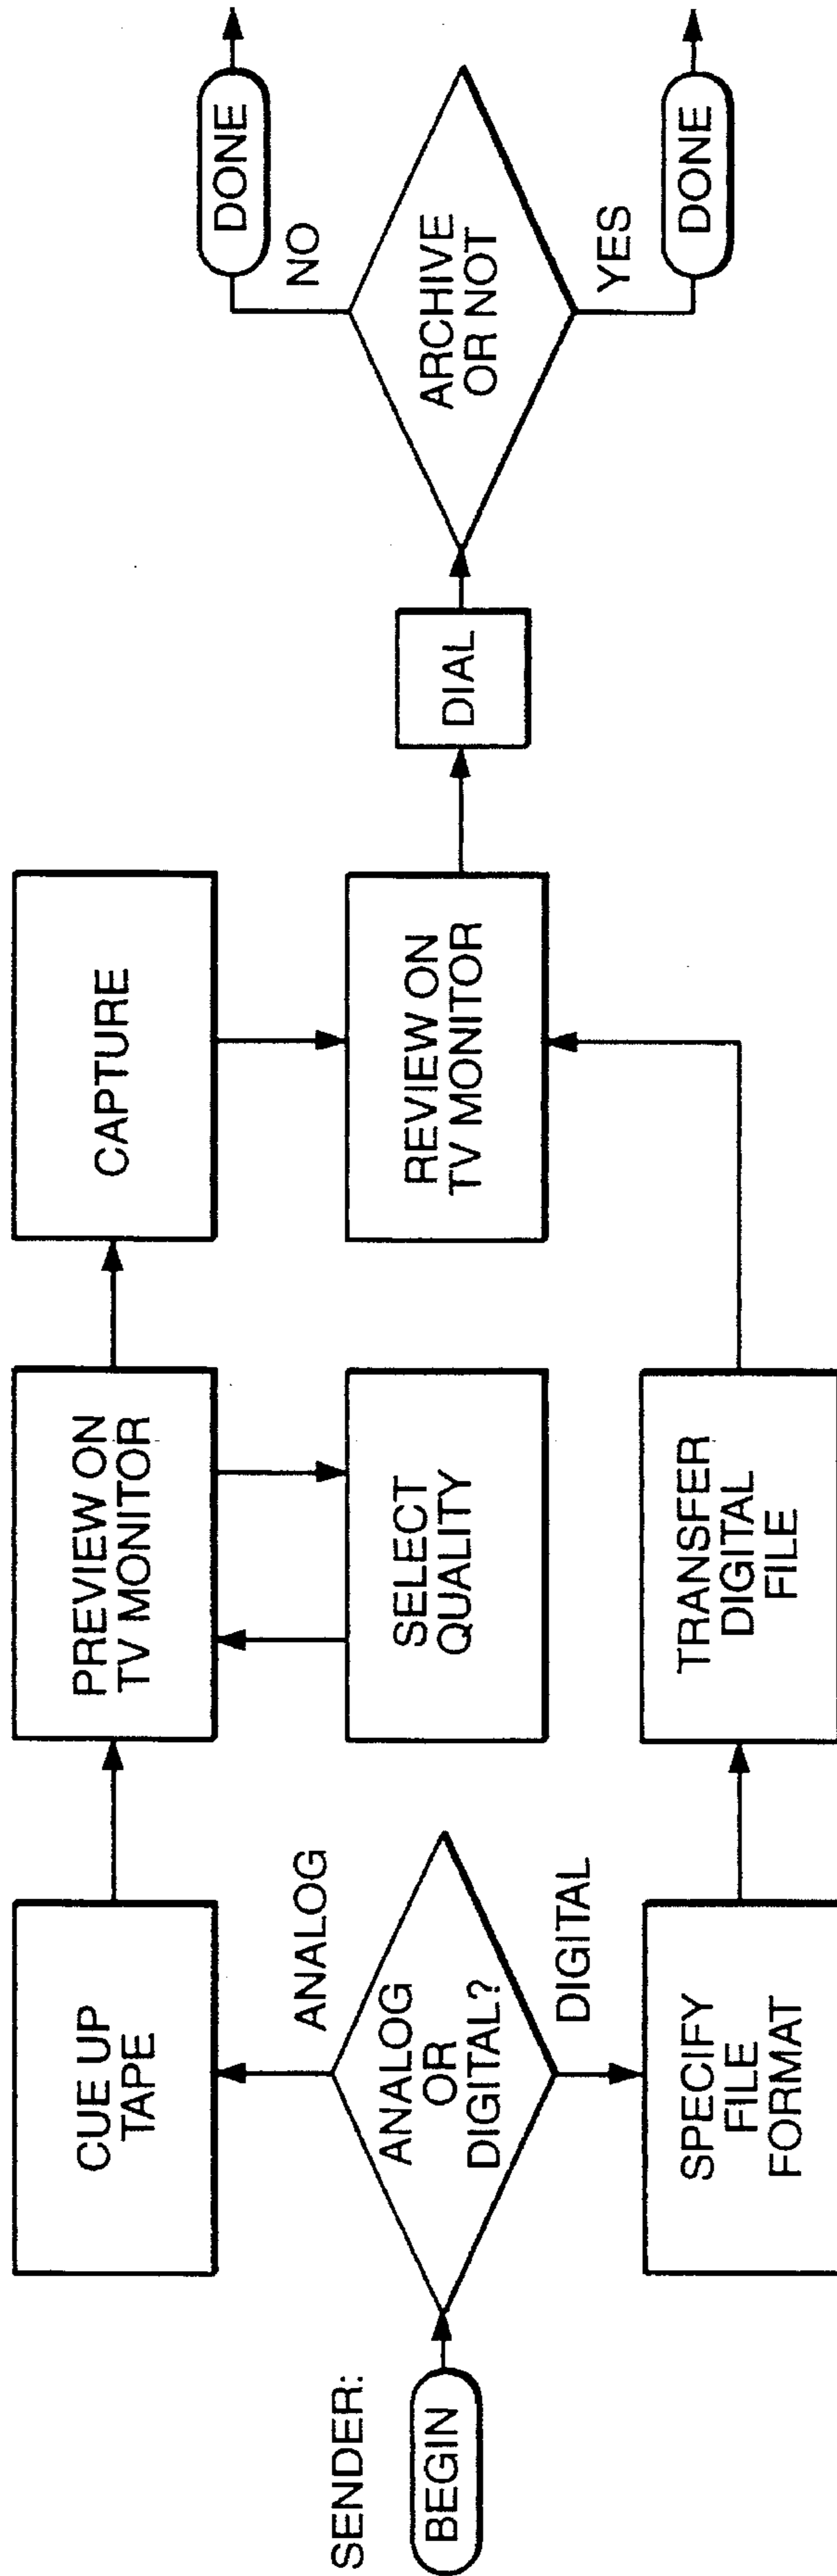 SENDER:
BEGIN
ANALOG
OR
DIGITAL?
ANALOG
CUE UP
TAPE
PREVIEW ON
TV MONITOR
SELECT
QUALITY
CAPTURE
DIGITAL
SPECIFY
FILE
FORMAT
TRANSFER
DIGITAL
FILE
REVIEW ON
TV MONITOR
DIAL
ARCHIVE
OR NOT
NO
DONE
YES
DONE